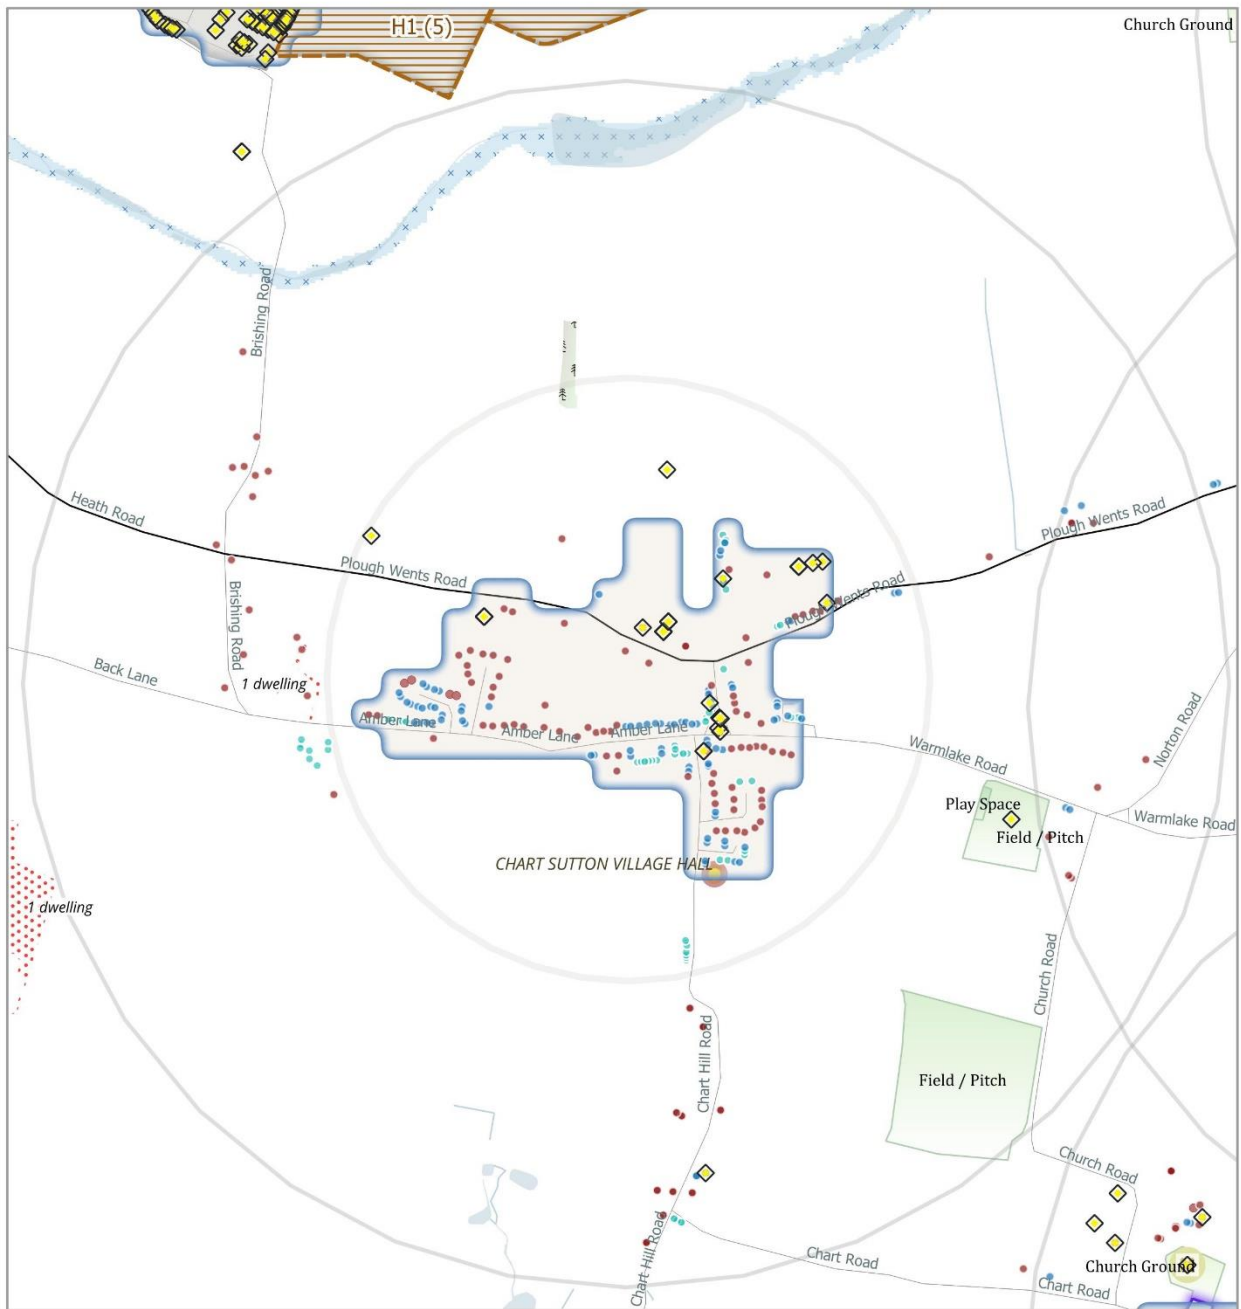 H1 (5)
Church Ground
Brishing Road
Heath Road
Plough Wents Road
Plough Wents Road
Plough Wents Road
Brishing Road
Back Lane
1 dwelling
Amber Lane
Amber Lane
Amber Lane
Warmlake Road
Norton Road
Play Space
Field / Pitch
Warmlake Road
CHART SUTTON VILLAGE HALL
1 dwelling
Church Road
Chart Hill Road
Field / Pitch
Church Road
Chart Hill Road
Chart Road
Church Ground
Chart Road